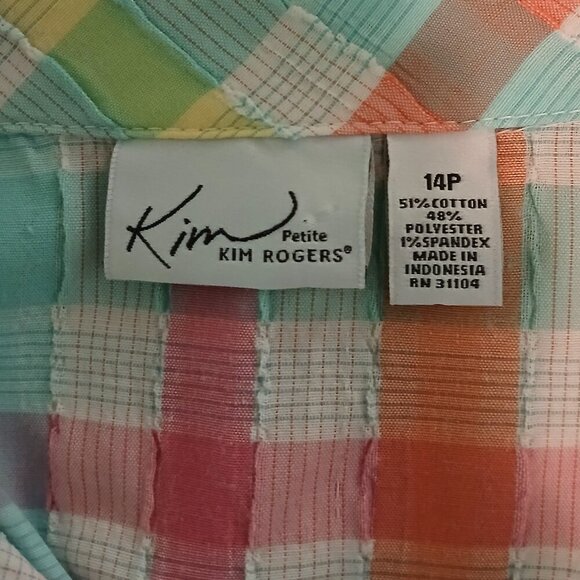 Kim
Petite
KIM ROGERS®
14P
51% COTTON
48%
POLYESTER
1% SPANDEX
MADE IN
INDONESIA
RN 31104